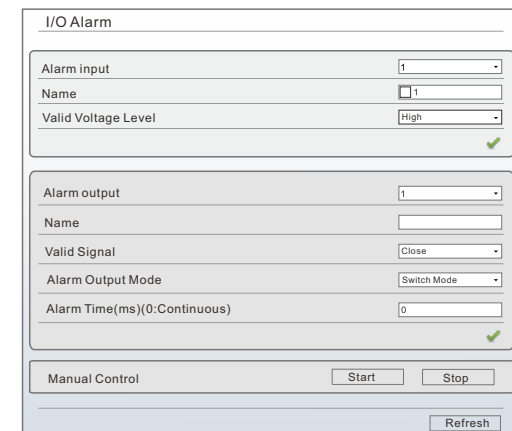 I/O Alarm
Alarm input 1
Name 1
Valid Voltage Level High
Alarm output 1
Name
Valid Signal Close
Alarm Output Mode Switch Mode
Alarm Time(ms)(0:Continuous) 0
Manual Control Start Stop
Refresh